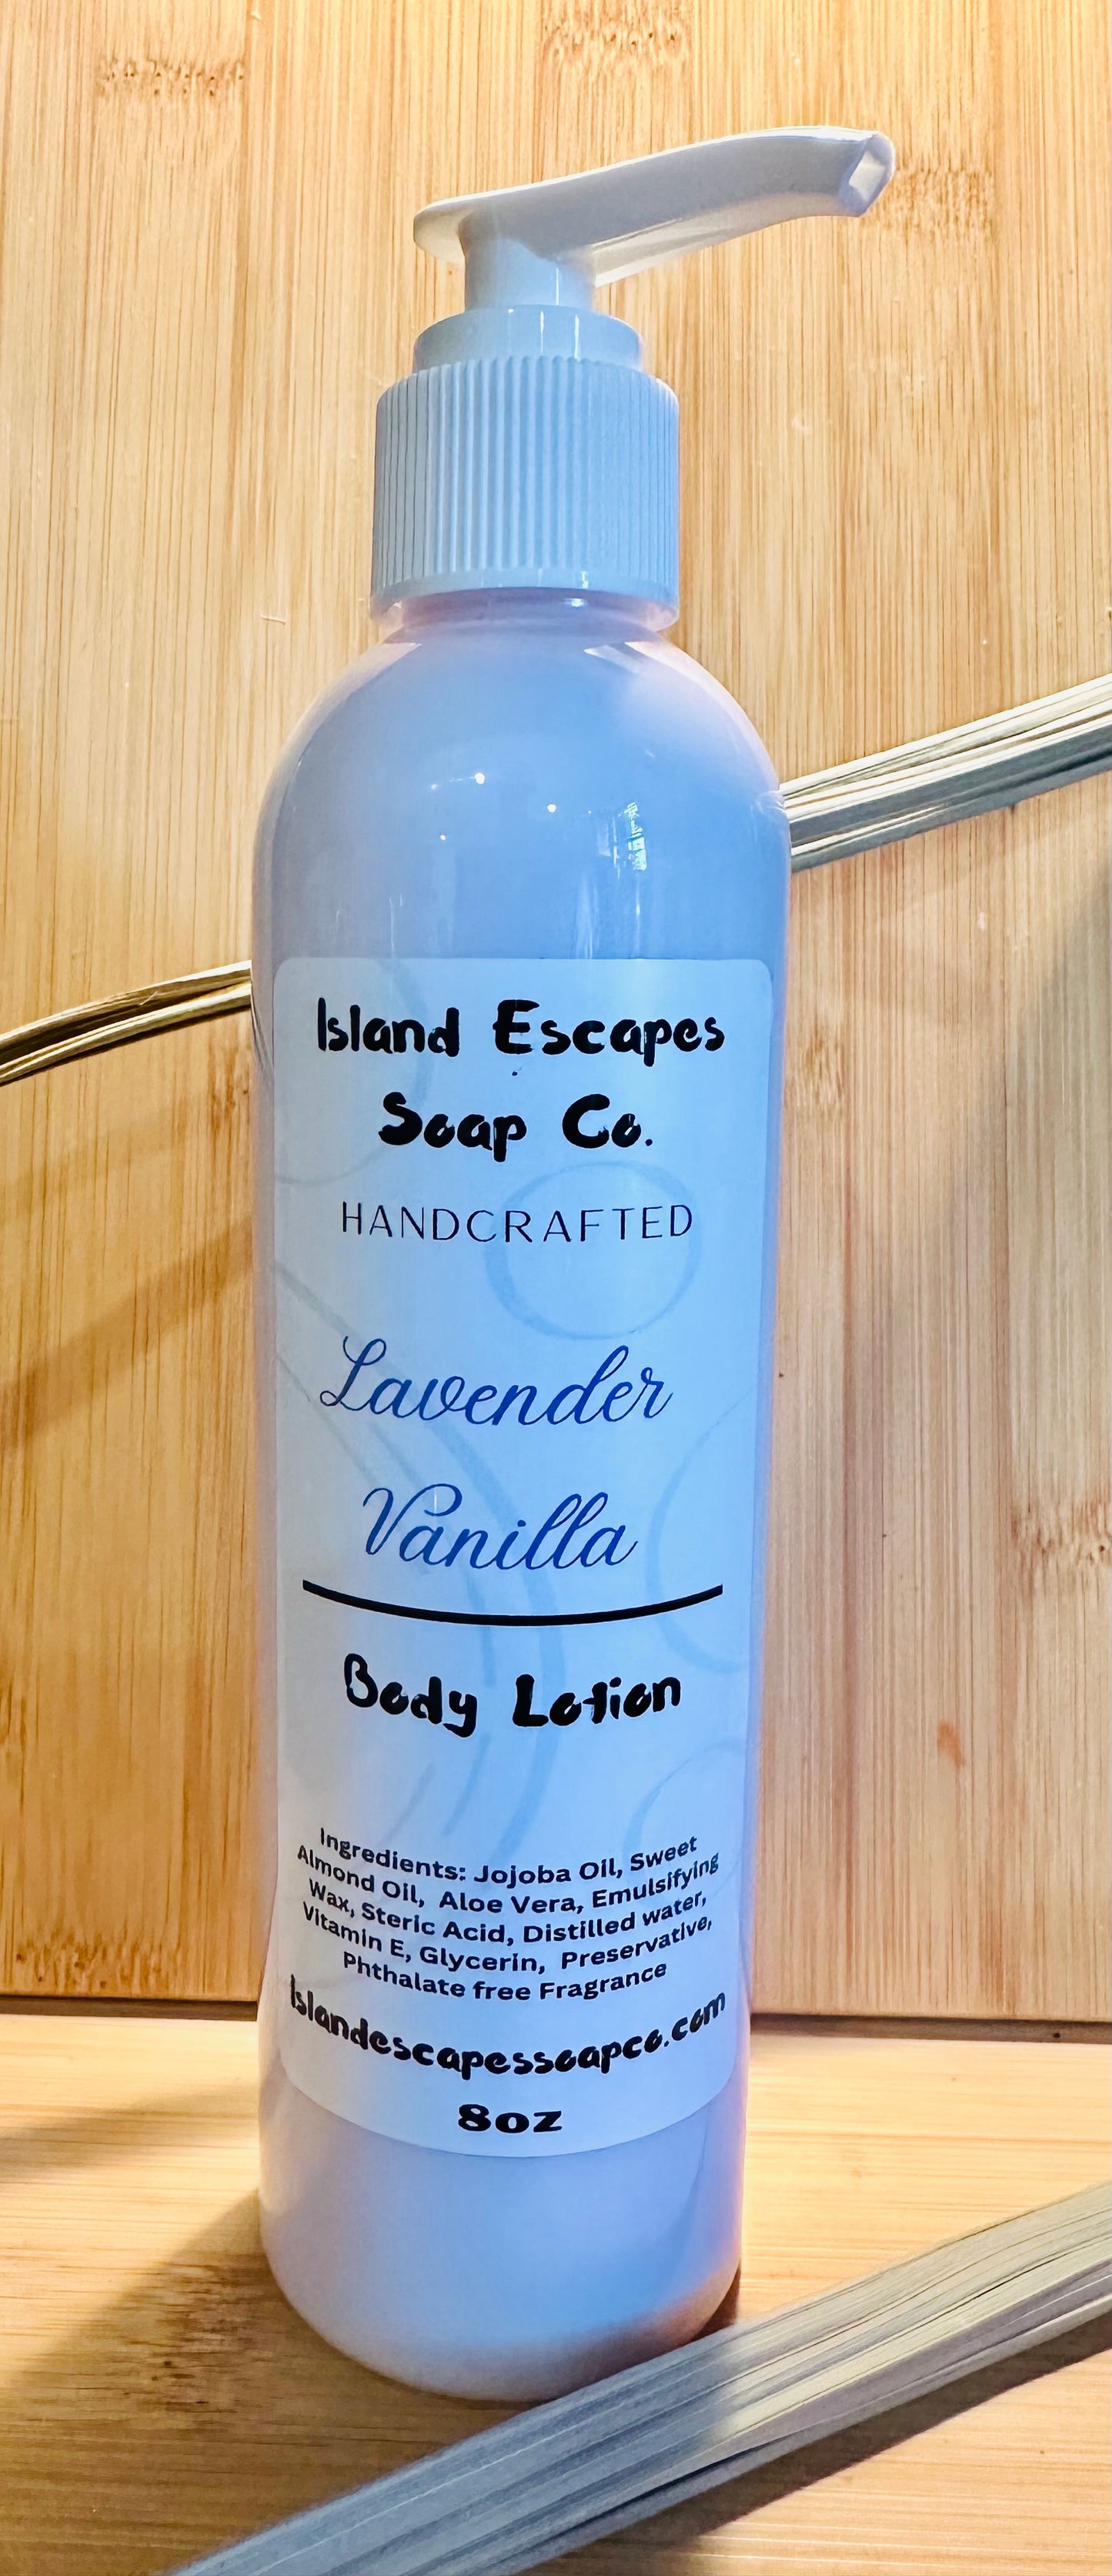 Island Escapes
Soap Co.
HANDCRAFTED
Lavender
Vanilla
Body Lotion
Ingredients: Jojoba Oil, Sweet
Almond Oil, Aloe Vera, Emulsifying
Wax, Steric Acid, Distilled water,
Vitamin E, Glycerin, Preservative,
Phthalate free Fragrance
Islandescapessoapco.com
8oz